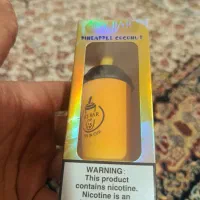 PINEAPPLE COCONUT
WARNING:
This product
contains nicotine.
Nicotine is an